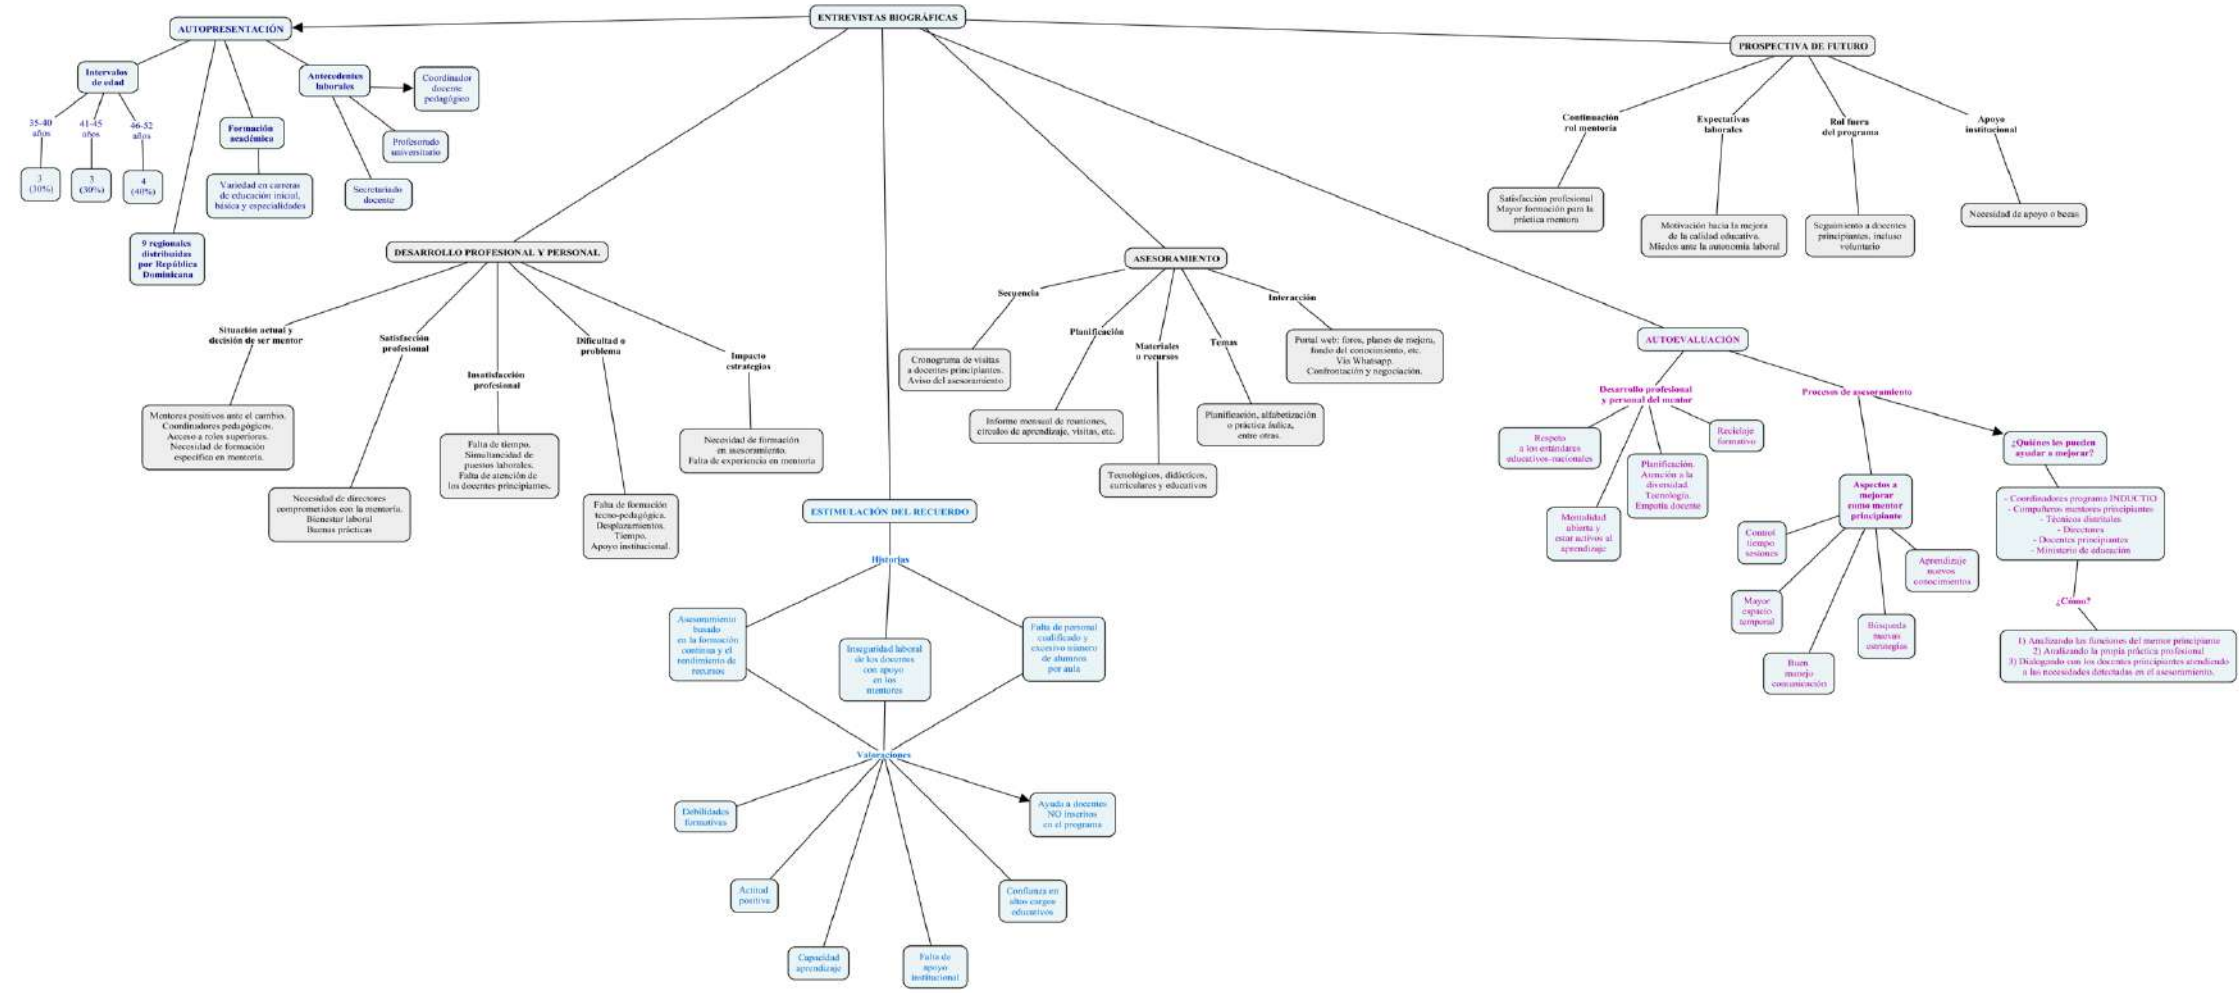 ENTREVISTAS BIOGRÁFICAS
AUTOPRESENTACIÓN
Intervalos
de edad
35-40
años
41-45
años
46-52
años
3
(30%)
3
(30%)
4
(40%)
9 regionales
distribuidas
por República
Dominicana
Formación
académica
Variedad en carreras
de educación inicial,
básica y especialidades
Antecedentes
laborales
Coordinador
docente
pedagógico
Profesorado
universitario
Secretariado
docente
DESARROLLO PROFESIONAL Y PERSONAL
Situación actual y
decisión de ser mentor
Mentores positivos ante el cambio.
Coordinadores pedagógicos.
Acceso a roles superiores.
Necesidad de formación
específica en mentoría.
Satisfacción
profesional
Necesidad de directores
comprometidos con la mentoría.
Bienestar laboral
Buenas prácticas
Insatisfacción
profesional
Falta de tiempo.
Simultaneidad de
puestos laborales.
Falta de atención de
los docentes principiantes.
Dificultad o
problema
Falta de formación
tecno-pedagógica.
Desplazamientos.
Tiempo.
Apoyo institucional.
Impacto
estrategias
Necesidad de formación
en asesoramiento.
Falta de experiencia en mentoría
ESTIMULACIÓN DEL RECUERDO
Historias
Asesoramiento
basado
en la formación
continua y el
rendimiento de
recursos
Inseguridad laboral
de los docentes
con apoyo
en los
mentores
Falta de personal
cualificado y
excesivo número
de alumnos
por aula
Valoraciones
Debilidades
formativas
Actitud
positiva
Capacidad
aprendizaje
Falta de
apoyo
institucional
Confianza en
altos cargos
educativos
Ayuda a docentes
NO inscritos
en el programa
ASESORAMIENTO
Secuencia
Cronograma de visitas
a docentes principiantes.
Aviso del asesoramiento
Planificación
Informe mensual de reuniones,
círculos de aprendizaje, visitas, etc.
Materiales
o recursos
Tecnológicos, didácticos,
curriculares y educativos
Temas
Planificación, alfabetización
o práctica áulica,
entre otras.
Interacción
Portal web: foros, planes de mejora,
fondo del conocimiento, etc.
Vía Whatsapp.
Confrontación y negociación.
AUTOEVALUACIÓN
Desarrollo profesional
y personal del mentor
Respeto
a los estándares
educativos-nacionales
Mentalidad
abierta y
estar activos al
aprendizaje
Planificación.
Atención a la
diversidad.
Tecnología.
Empatía docente
Reciclaje
formativo
Procesos de asesoramiento
Aspectos a
mejorar
como mentor
principiante
Control
tiempo
sesiones
Mayor
espacio
temporal
Buen
manejo
comunicación
Búsqueda
nuevas
estrategias
Aprendizaje
nuevos
conocimientos
¿Quiénes les pueden
ayudar a mejorar?
- Coordinadores programa INDUCTIO
- Compañeros mentores principiantes
- Técnicos distritales
- Directores
- Docentes principiantes
- Ministerio de educación
¿Cómo?
1) Analizando las funciones del mentor principiante
2) Analizando la propia práctica profesional
3) Dialogando con los docentes principiantes atendiendo
a las necesidades detectadas en el asesoramiento.
PROSPECTIVA DE FUTURO
Continuación
rol mentoría
Satisfacción profesional
Mayor formación para la
práctica mentora
Expectativas
laborales
Motivación hacia la mejora
de la calidad educativa.
Miedos ante la autonomía laboral
Rol fuera
del programa
Seguimiento a docentes
principiantes, incluso
voluntario
Apoyo
institucional
Necesidad de apoyo o becas